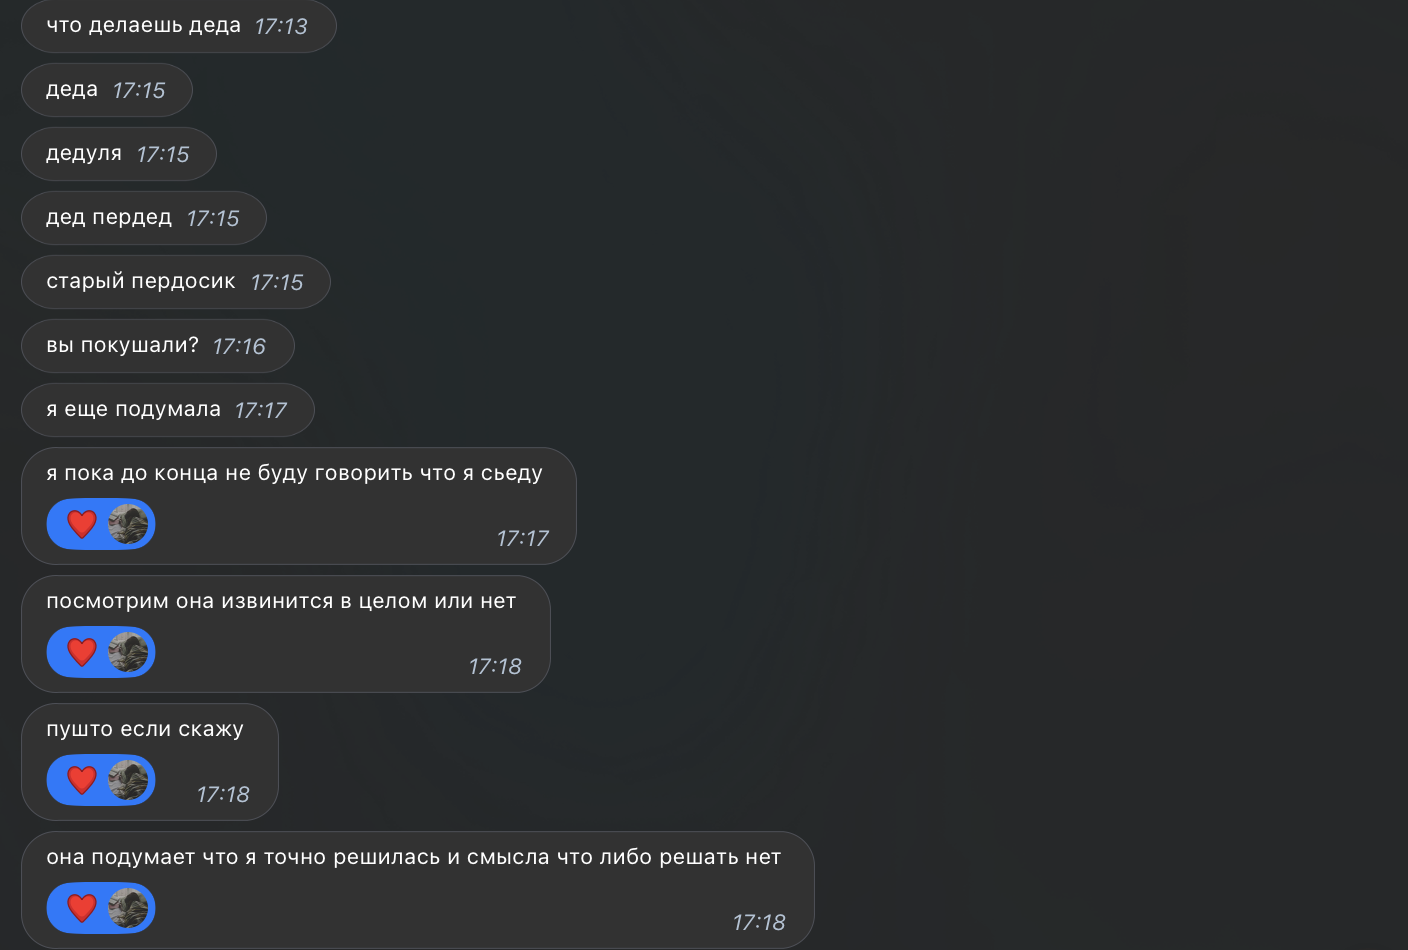 что делаешь деда 17:13
деда 17:15
дедуля 17:15
дед пердед 17:15
старый пердосик 17:15
вы покушали? 17:16
я еще подумала 17:17
я пока до конца не буду говорить что я сьеду
17:17
посмотрим она извинится в целом или нет
17:18
пушто если скажу
17:18
она подумает что я точно решилась и смысла что либо решать нет
17:18